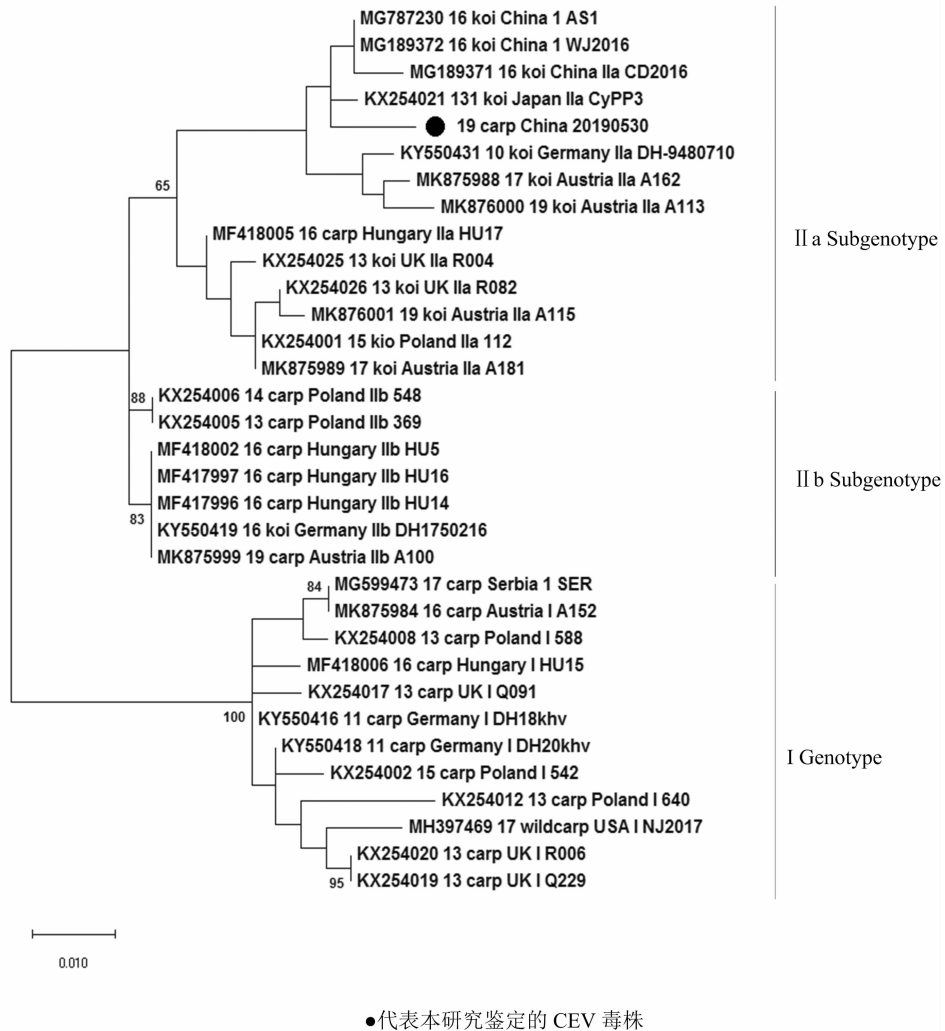 MG787230 16 koi China 1 AS1
MG189372 16 koi China 1 WJ2016
MG189371 16 koi China IIa CD2016
KX254021 131 koi Japan IIa CyPP3
● 19 carp China 20190530
KY550431 10 koi Germany IIa DH-9480710
65
MK875988 17 koi Austria IIa A162
MK876000 19 koi Austria IIa A113
MF418005 16 carp Hungary IIa HU17
Ⅱa Subgenotype
KX254025 13 koi UK IIa R004
KX254026 13 koi UK IIa R082
MK876001 19 koi Austria IIa A115
KX254001 15 kio Poland IIa 112
MK875989 17 koi Austria IIa A181
88
KX254006 14 carp Poland IIb 548
KX254005 13 carp Poland IIb 369
MF418002 16 carp Hungary IIb HU5
MF417997 16 carp Hungary IIb HU16
Ⅱb Subgenotype
MF417996 16 carp Hungary IIb HU14
83
KY550419 16 koi Germany IIb DH1750216
MK875999 19 carp Austria IIb A100
84
MG599473 17 carp Serbia 1 SER
MK875984 16 carp Austria I A152
KX254008 13 carp Poland I 588
MF418006 16 carp Hungary I HU15
KX254017 13 carp UK I Q091
100
KY550416 11 carp Germany I DH18khv
KY550418 11 carp Germany I DH20khv
I Genotype
KX254002 15 carp Poland I 542
KX254012 13 carp Poland I 640
MH397469 17 wildcarp USA I NJ2017
KX254020 13 carp UK I R006
95
KX254019 13 carp UK I Q229
0.010
●代表本研究鉴定的 CEV 毒株